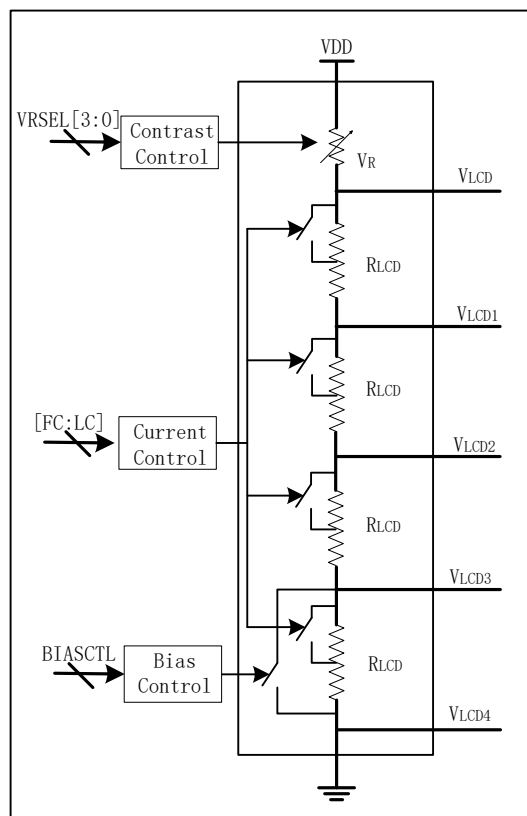 VDD
VRSEL[3:0]
Contrast
Control
VR
VLCD
RLCD
VLCD1
RLCD
[FC:LC]
Current
Control
VLCD2
RLCD
VLCD3
BIASCTL
Bias
Control
RLCD
VLCD4